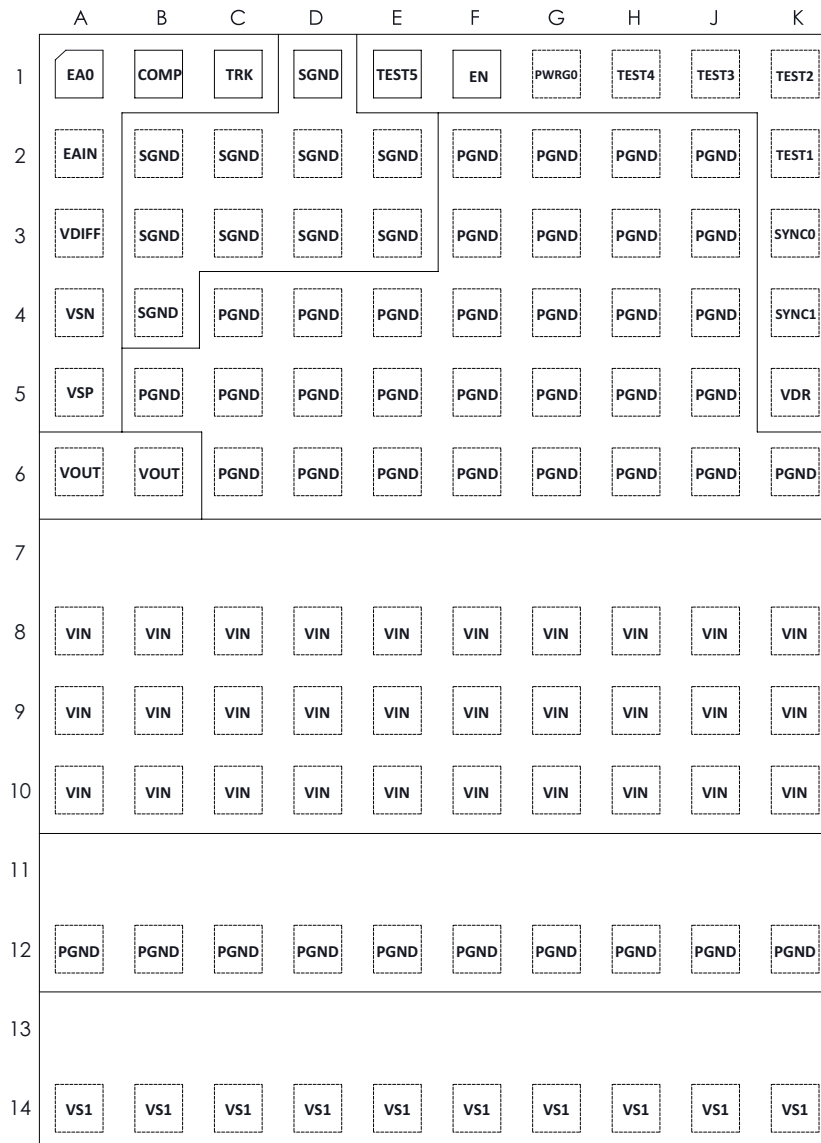 A B C D E F G H J K
1 EA0 COMP TRK SGND TEST5 EN PWRG0 TEST4 TEST3 TEST2
2 EAIN SGND SGND SGND SGND PGND PGND PGND PGND TEST1
3 VDIFF SGND SGND SGND SGND PGND PGND PGND PGND SYNC0
4 VSN SGND PGND PGND PGND PGND PGND PGND PGND SYNC1
5 VSP PGND PGND PGND PGND PGND PGND PGND PGND VDR
6 VOUT VOUT PGND PGND PGND PGND PGND PGND PGND PGND
7
8 VIN VIN VIN VIN VIN VIN VIN VIN VIN VIN
9 VIN VIN VIN VIN VIN VIN VIN VIN VIN VIN
10 VIN VIN VIN VIN VIN VIN VIN VIN VIN VIN
11
12 PGND PGND PGND PGND PGND PGND PGND PGND PGND PGND
13
14 VS1 VS1 VS1 VS1 VS1 VS1 VS1 VS1 VS1 VS1